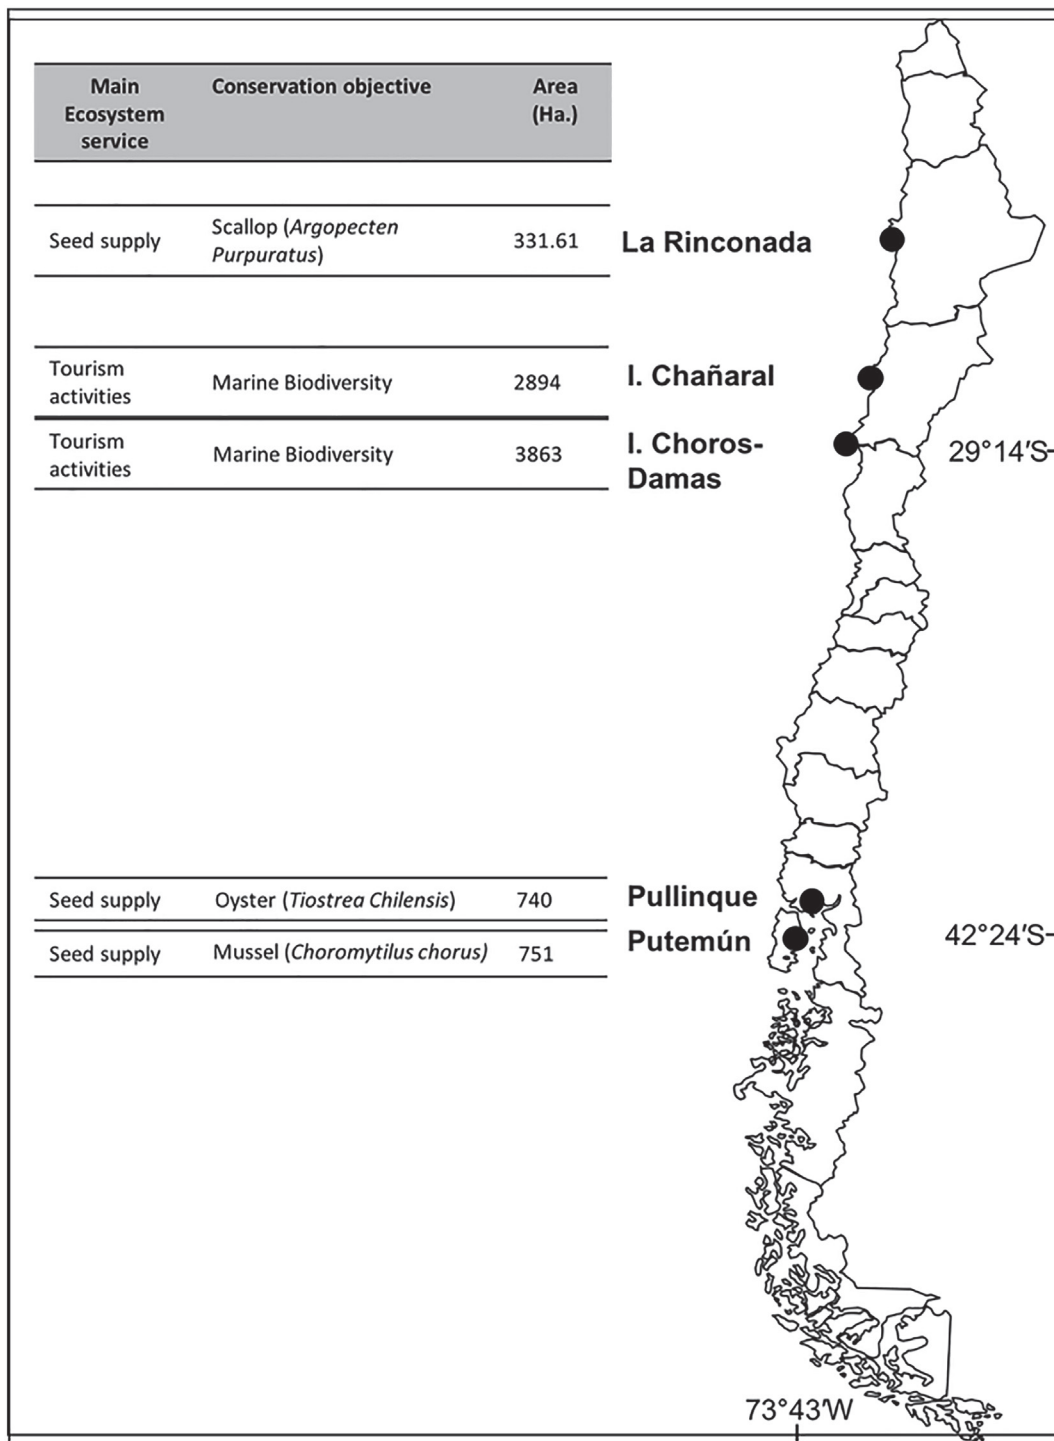 Main Ecosystem service
Conservation objective
Area (Ha.)
Seed supply
Scallop (Argopecten
Purpuratus)
331.61
La Rinconada
Tourism
activities
Marine Biodiversity
2894
I. Chañaral
Tourism
activities
Marine Biodiversity
3863
I. Choros-
Damas
29°14′S
Seed supply
Oyster (Tiostrea Chilensis)
740
Pullinque
Seed supply
Mussel (Choromytilus chorus)
751
Putemún
42°24′S
73°43′W